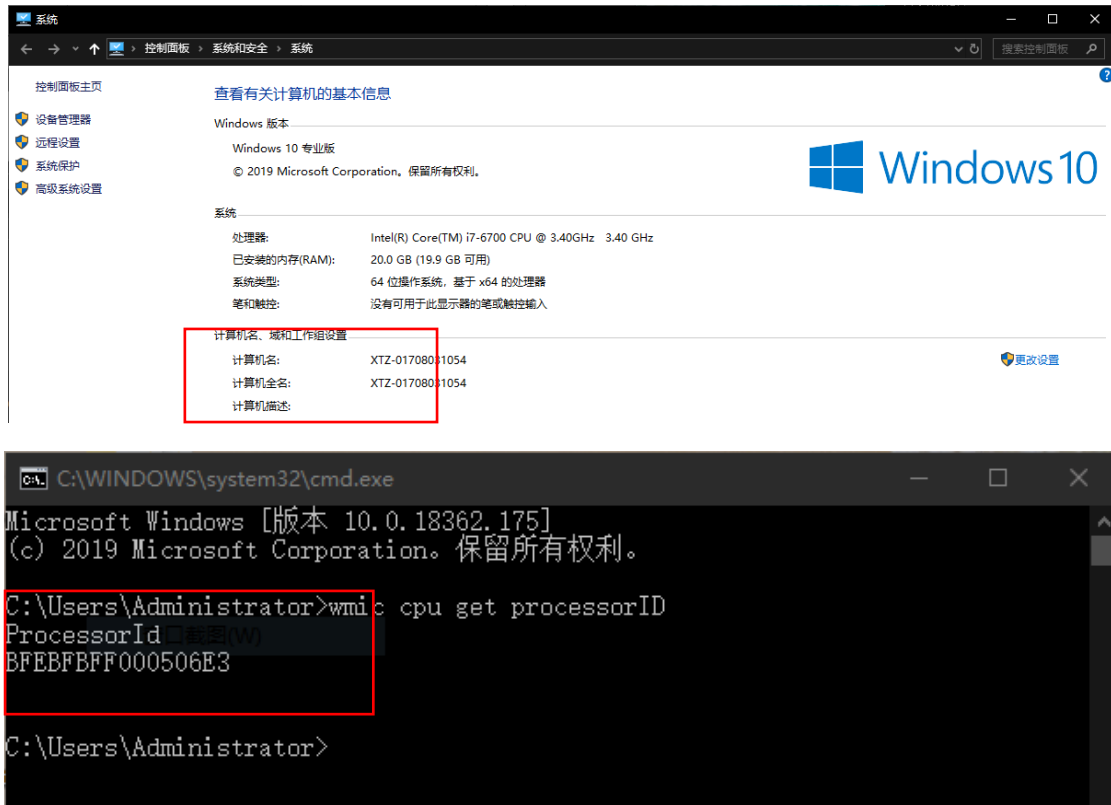 系统
控制面板 › 系统和安全 › 系统
搜索控制面板
控制面板主页
设备管理器
远程设置
系统保护
高级系统设置
?
查看有关计算机的基本信息
Windows 版本
Windows 10 专业版
© 2019 Microsoft Corporation。保留所有权利。
Windows 10
系统
处理器: Intel(R) Core(TM) i7-6700 CPU @ 3.40GHz 3.40 GHz
已安装的内存(RAM): 20.0 GB (19.9 GB 可用)
系统类型: 64 位操作系统，基于 x64 的处理器
笔和触控: 没有可用于此显示器的笔或触控输入
计算机名、域和工作组设置
计算机名: XTZ-01708031054
更改设置
计算机全名: XTZ-01708031054
计算机描述:
C:\WINDOWS\system32\cmd.exe
Microsoft Windows [版本 10.0.18362.175]
(c) 2019 Microsoft Corporation。保留所有权利。
C:\Users\Administrator>wmic cpu get processorID
ProcessorId
截图(W)
BFEBFBFF000506E3
C:\Users\Administrator>